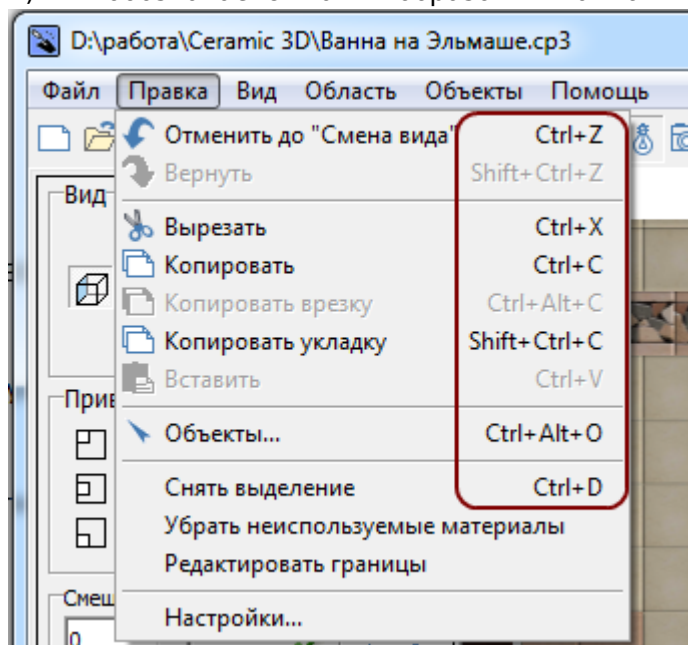 D:\работа\Ceramic 3D\Ванна на Эльмаше.cp3
Файл Правка Вид Область Объекты Помощь
Отменить до "Смена вида" Ctrl+Z
Вернуть Shift+Ctrl+Z
Вид
Вырезать Ctrl+X
Копировать Ctrl+C
Копировать врезку Ctrl+Alt+C
Копировать укладку Shift+Ctrl+C
Вставить Ctrl+V
Прив
Объекты... Ctrl+Alt+O
Снять выделение Ctrl+D
Убрать неиспользуемые материалы
Редактировать границы
Смещ
Настройки...
0